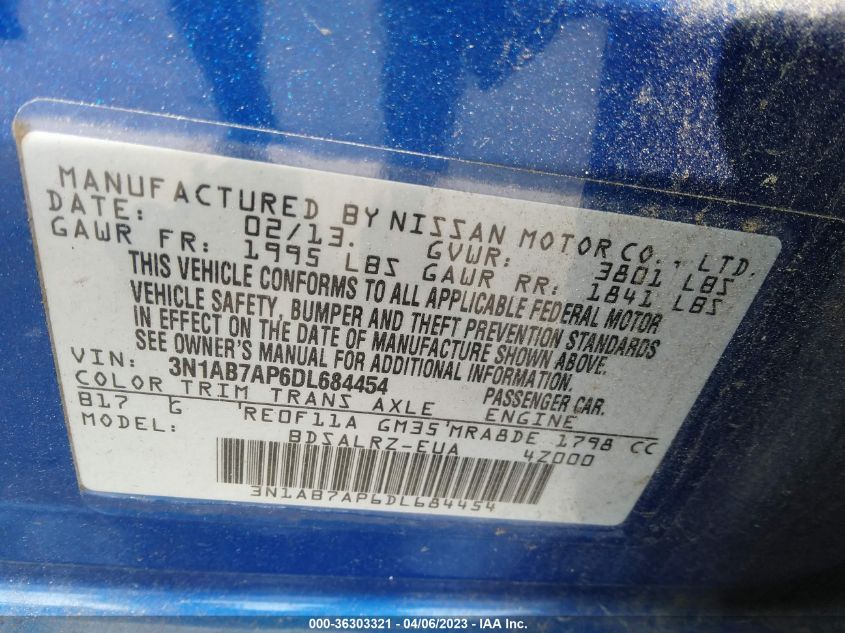 MANUFACTURED BY NISSAN MOTOR CO., LTD.
DATE: 02/13. GVWR: 3801 LBS
GAWR FR: 1995 LBS GAWR RR: 1841 LBS
THIS VEHICLE CONFORMS TO ALL APPLICABLE FEDERAL MOTOR
VEHICLE SAFETY, BUMPER AND THEFT PREVENTION STANDARDS
IN EFFECT ON THE DATE OF MANUFACTURE SHOWN ABOVE.
SEE OWNER'S MANUAL FOR ADDITIONAL INFORMATION.
VIN: 3N1AB7AP6DL684454 PASSENGER CAR.
COLOR TRIM TRANS AXLE ENGINE
B17 G RE0F11A GM35 MRA8DE 1798 CC
MODEL: BDSALRZ-EUA 4Z000
3N1AB7AP6DL684454
000-36303321 - 04/06/2023 - IAA Inc.